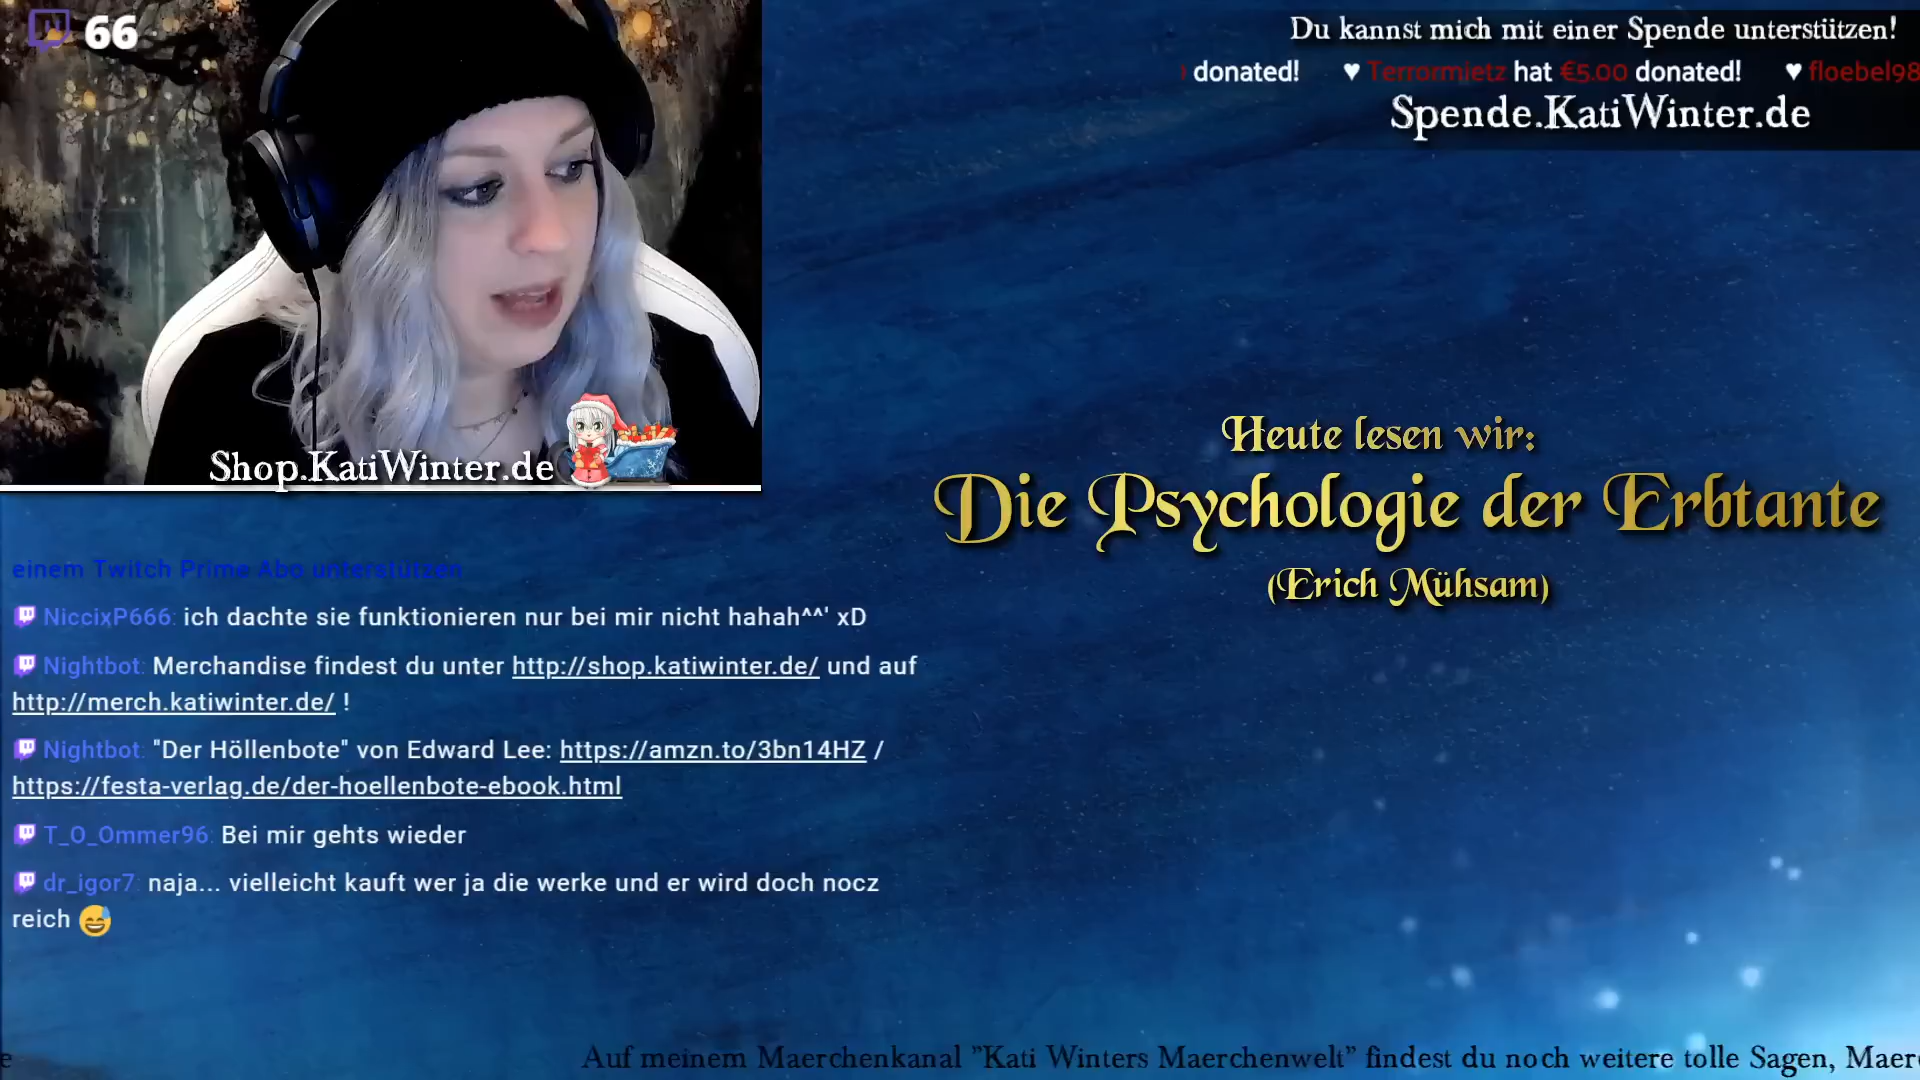 66
Du kannst mich mit einer Spende unterstützen!
donated! ♥ Terrormietz hat €5.00 donated! ♥ floebel98
Spende.KatiWinter.de
Shop.KatiWinter.de
Heute lesen wir:
Die Psychologie der Erbtante
(Erich Mühsam)
einem Twitch Prime Abo unterstützen
NiccixP666: ich dachte sie funktionieren nur bei mir nicht hahah^^' xD
Nightbot: Merchandise findest du unter http://shop.katiwinter.de/ und auf
http://merch.katiwinter.de/ !
Nightbot: "Der Höllenbote" von Edward Lee: https://amzn.to/3bn14HZ /
https://festa-verlag.de/der-hoellenbote-ebook.html
T_O_Ommer96: Bei mir gehts wieder
dr_igor7: naja... vielleicht kauft wer ja die werke und er wird doch nocz
reich 😅
e Auf meinem Maerchenkanal "Kati Winters Maerchenwelt" findest du noch weitere tolle Sagen, Maer